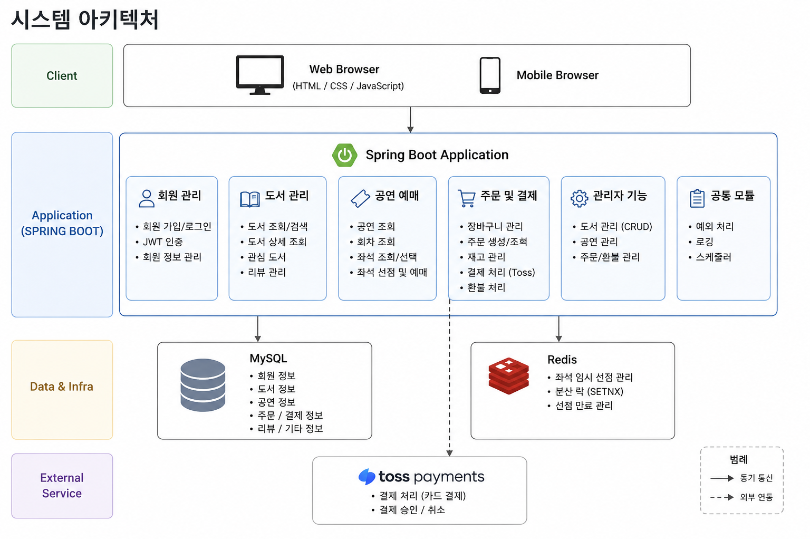 시스템 아키텍처
Client
Web Browser
(HTML / CSS / JavaScript)
Mobile Browser
Application
(SPRING BOOT)
Spring Boot Application
회원 관리
• 회원 가입/로그인
• JWT 인증
• 회원 정보 관리
도서 관리
• 도서 조회/검색
• 도서 상세 조회
• 관심 도서
• 리뷰 관리
공연 예매
• 공연 조회
• 회차 조회
• 좌석 조회/선택
• 좌석 선점 및 예매
주문 및 결제
• 장바구니 관리
• 주문 생성/조회
• 재고 관리
• 결제 처리 (Toss)
• 환불 처리
관리자 기능
• 도서 관리 (CRUD)
• 공연 관리
• 주문/환불 관리
공통 모듈
• 예외 처리
• 로깅
• 스케줄러
Data & Infra
MySQL
• 회원 정보
• 도서 정보
• 공연 정보
• 주문 / 결제 정보
• 리뷰 / 기타 정보
Redis
• 좌석 임시 선점 관리
• 분산 락 (SETNX)
• 선점 만료 관리
External
Service
toss payments
• 결제 처리 (카드 결제)
• 결제 승인 / 취소
범례
동기 통신
외부 연동